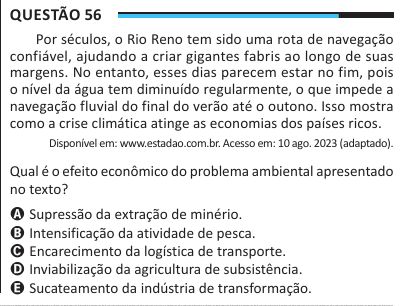 QUESTÃO 56
Por séculos, o Rio Reno tem sido uma rota de navegação
confiável, ajudando a criar gigantes fabris ao longo de suas
margens. No entanto, esses dias parecem estar no fim, pois
o nível da água tem diminuído regularmente, o que impede a
navegação fluvial do final do verão até o outono. Isso mostra
como a crise climática atinge as economias dos países ricos.
Disponível em: www.estadao.com.br. Acesso em: 10 ago. 2023 (adaptado).
Qual é o efeito econômico do problema ambiental apresentado
no texto?
A Supressão da extração de minério.
B Intensificação da atividade de pesca.
C Encarecimento da logística de transporte.
D Inviabilização da agricultura de subsistência.
E Sucateamento da indústria de transformação.